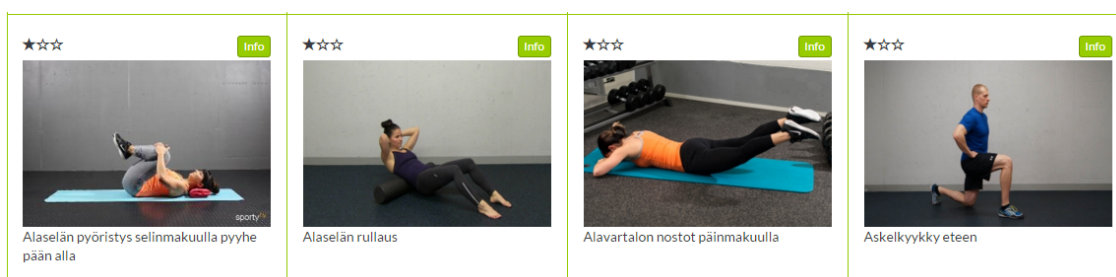 ★☆☆ Info
★☆☆ Info
★☆☆ Info
★☆☆ Info
sporty
Alaselän pyöristys selinmakuulla pyyhe
pään alla
Alaselän rullaus
Alavartalon nostot päinmakuulla
Askelkyykky eteen